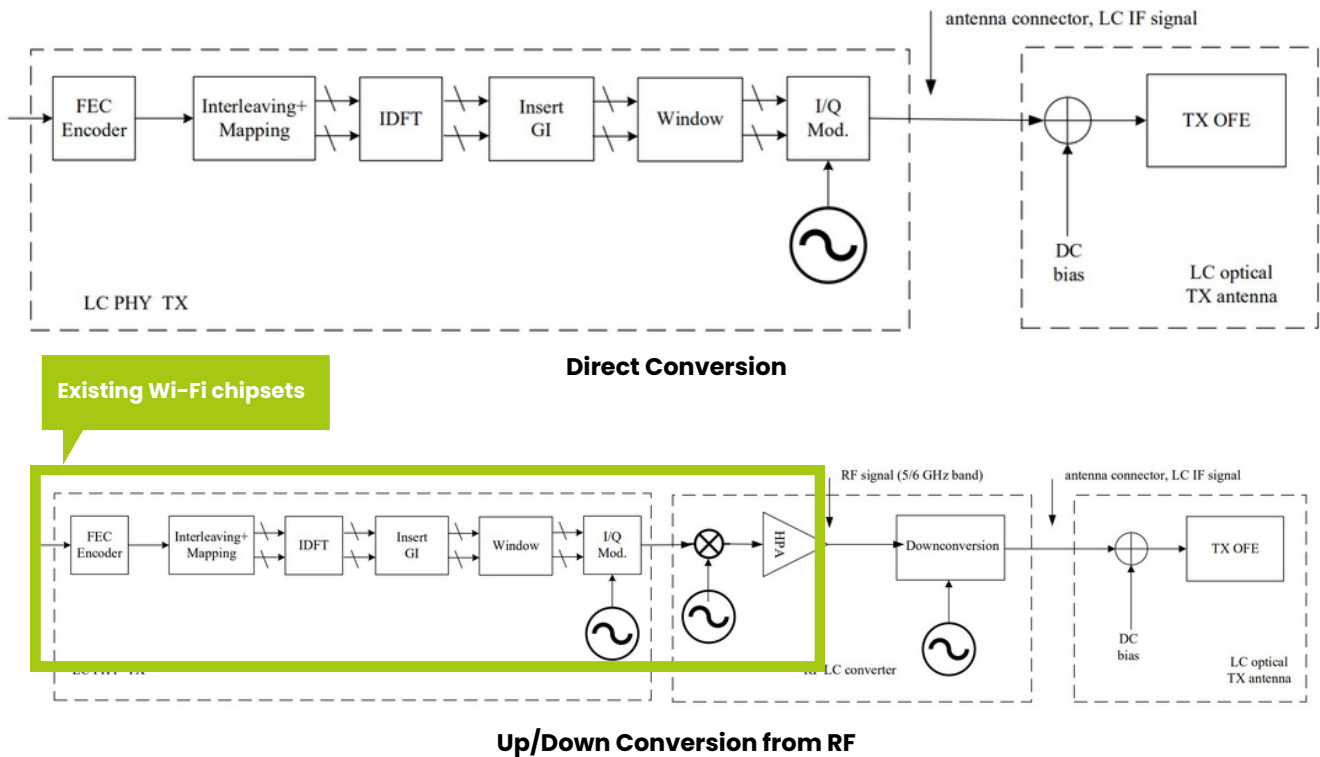 antenna connector, LC IF signal
FEC
Encoder
Interleaving+
Mapping
IDFT
Insert
GI
Window
I/Q
Mod.
TX OFE
DC
bias
LC optical
TX antenna
LC PHY TX
Direct Conversion
Existing Wi-Fi chipsets
RF signal (5/6 GHz band)
antenna connector, LC IF signal
FEC
Encoder
Interleaving+
Mapping
IDFT
Insert
GI
Window
I/Q
Mod.
HPA
Downconversion
TX OFE
DC
bias
LC optical
TX antenna
LC converter
Up/Down Conversion from RF